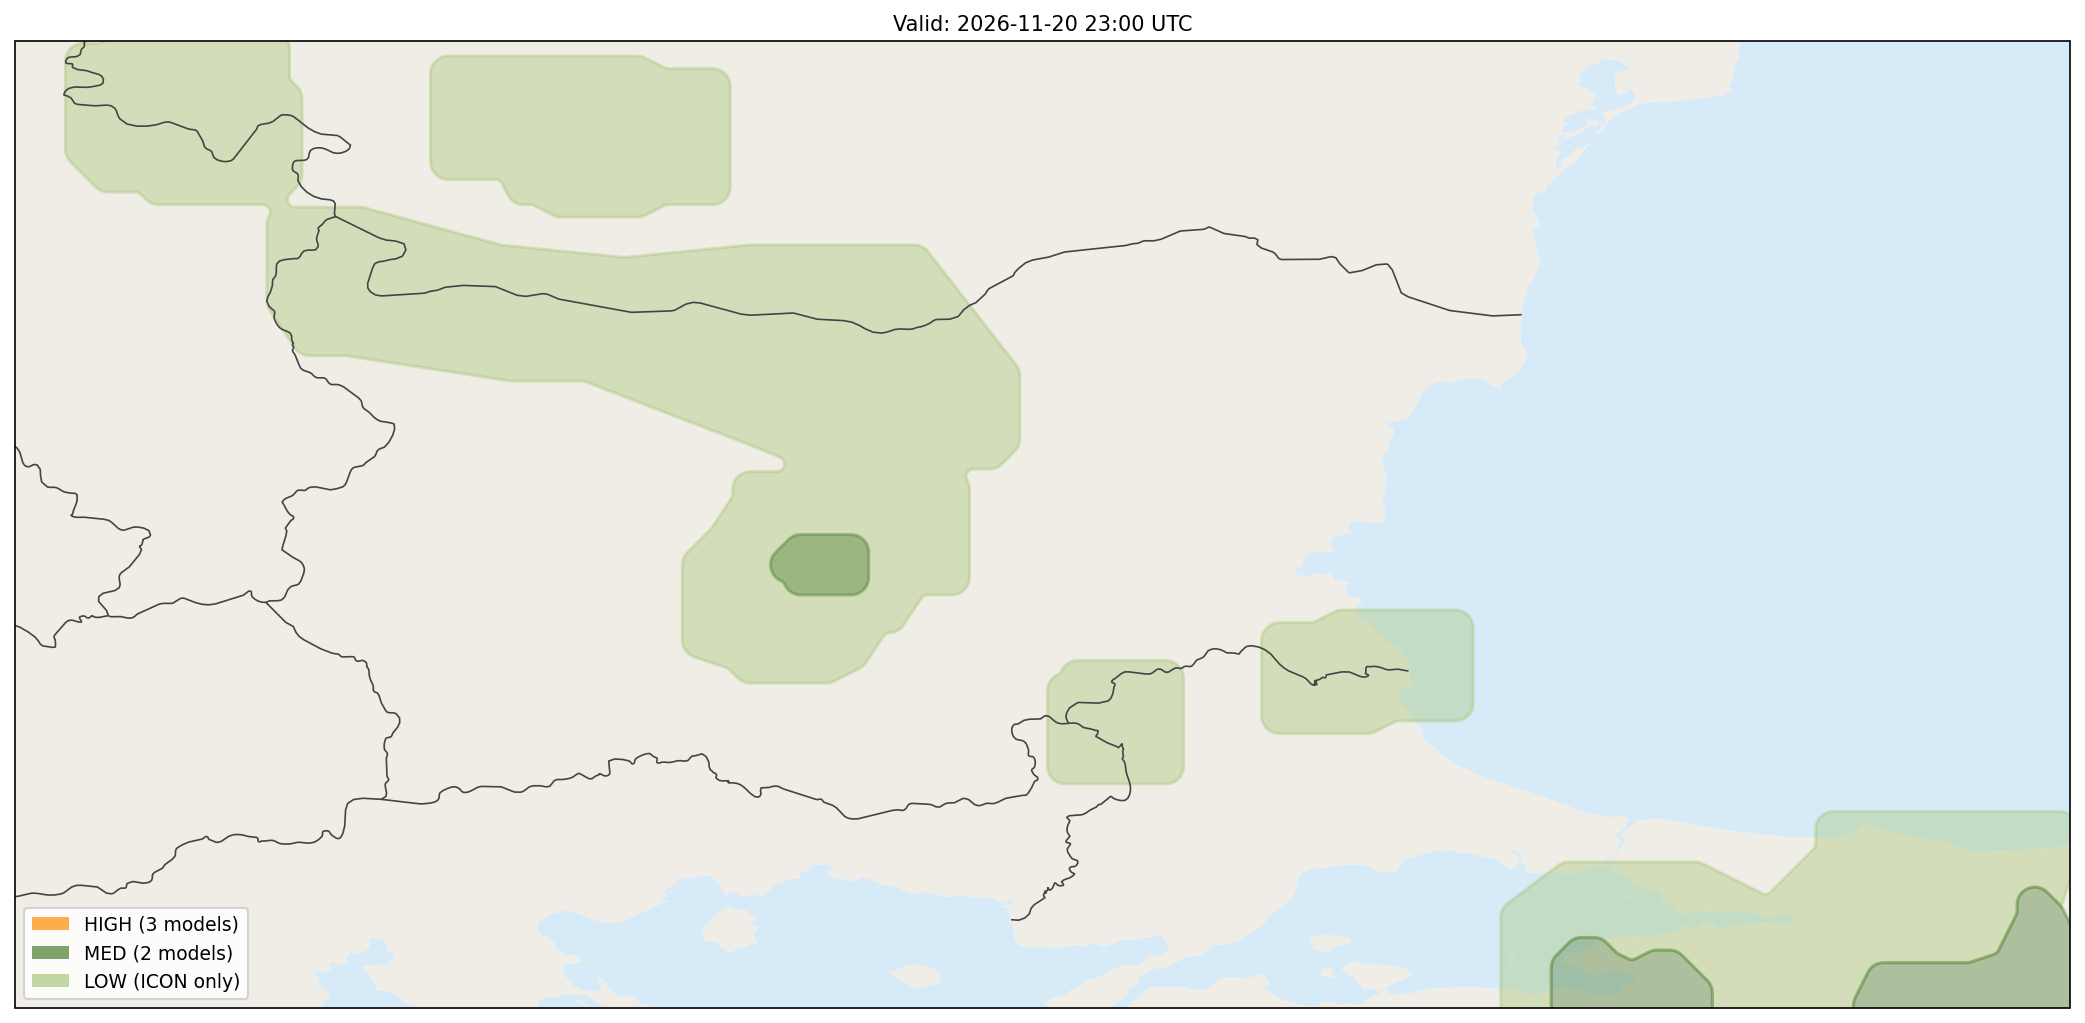 Valid: 2026-11-20 23:00 UTC
HIGH (3 models)
MED (2 models)
LOW (ICON only)